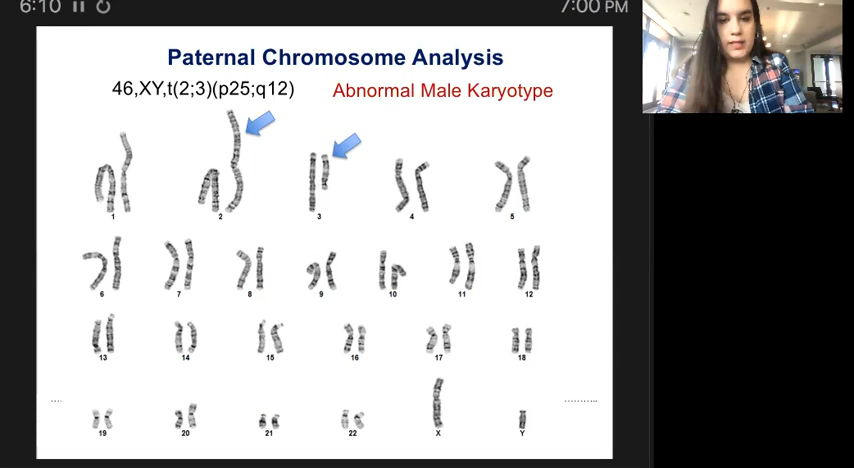 6:10
7:00 PM
Paternal Chromosome Analysis
46,XY,t(2;3)(p25;q12)
Abnormal Male Karyotype
1 2 3 4 5
6 7 8 9 10 11 12
13 14 15 16 17 18
19 20 21 22 X Y